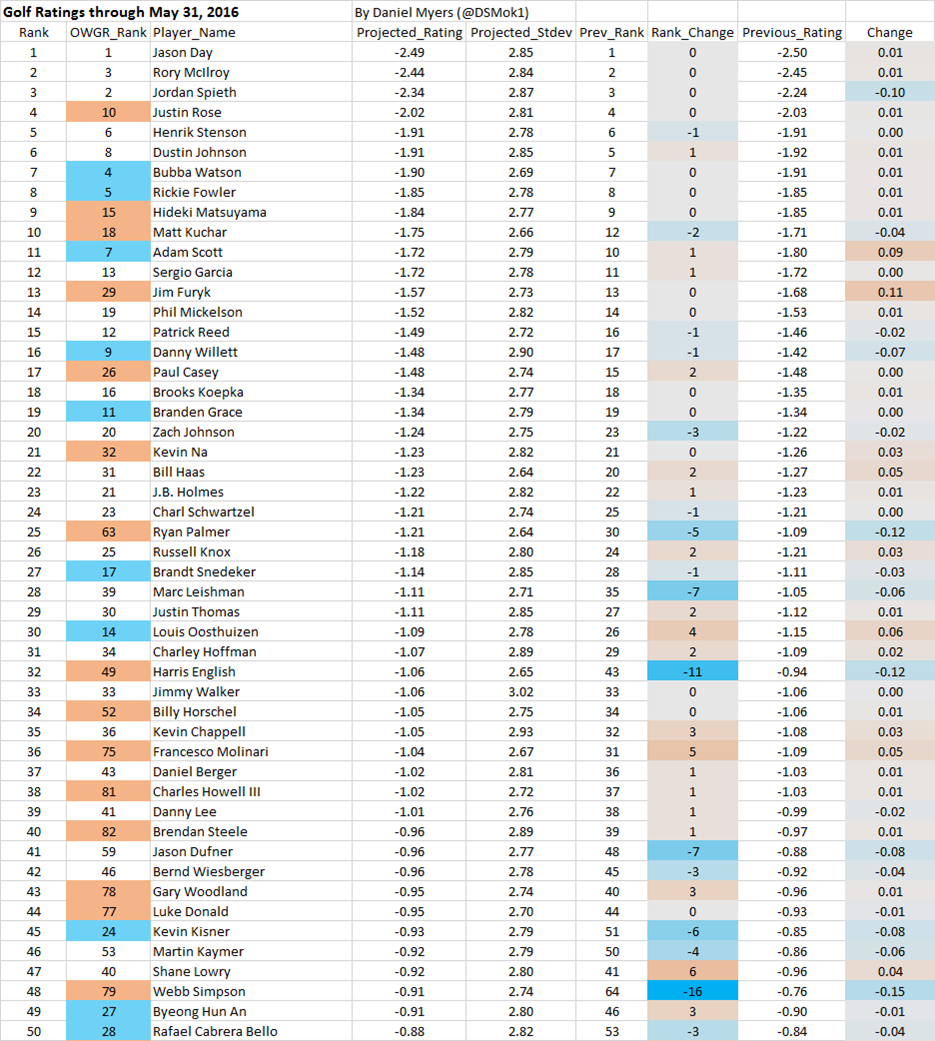 Golf Ratings through May 31, 2016 By Daniel Myers (@DSMok1)
Rank OWGR_Rank Player_Name Projected_Rating Projected_Stdev Prev_Rank Rank_Change Previous_Rating Change
1 1 Jason Day -2.49 2.85 1 0 -2.50 0.01
2 3 Rory McIlroy -2.44 2.84 2 0 -2.45 0.01
3 2 Jordan Spieth -2.34 2.87 3 0 -2.24 -0.10
4 10 Justin Rose -2.02 2.81 4 0 -2.03 0.01
5 6 Henrik Stenson -1.91 2.78 6 -1 -1.91 0.00
6 8 Dustin Johnson -1.91 2.85 5 1 -1.92 0.01
7 4 Bubba Watson -1.90 2.69 7 0 -1.91 0.01
8 5 Rickie Fowler -1.85 2.78 8 0 -1.85 0.01
9 15 Hideki Matsuyama -1.84 2.77 9 0 -1.85 0.01
10 18 Matt Kuchar -1.75 2.66 12 -2 -1.71 -0.04
11 7 Adam Scott -1.72 2.79 10 1 -1.80 0.09
12 13 Sergio Garcia -1.72 2.78 11 1 -1.72 0.00
13 29 Jim Furyk -1.57 2.73 13 0 -1.68 0.11
14 19 Phil Mickelson -1.52 2.82 14 0 -1.53 0.01
15 12 Patrick Reed -1.49 2.72 16 -1 -1.46 -0.02
16 9 Danny Willett -1.48 2.90 17 -1 -1.42 -0.07
17 26 Paul Casey -1.48 2.74 15 2 -1.48 0.00
18 16 Brooks Koepka -1.34 2.77 18 0 -1.35 0.01
19 11 Branden Grace -1.34 2.79 19 0 -1.34 0.00
20 20 Zach Johnson -1.24 2.75 23 -3 -1.22 -0.02
21 32 Kevin Na -1.23 2.82 21 0 -1.26 0.03
22 31 Bill Haas -1.23 2.64 20 2 -1.27 0.05
23 21 J.B. Holmes -1.22 2.82 22 1 -1.23 0.01
24 23 Charl Schwartzel -1.21 2.74 25 -1 -1.21 0.00
25 63 Ryan Palmer -1.21 2.64 30 -5 -1.09 -0.12
26 25 Russell Knox -1.18 2.80 24 2 -1.21 0.03
27 17 Brandt Snedeker -1.14 2.85 28 -1 -1.11 -0.03
28 39 Marc Leishman -1.11 2.71 35 -7 -1.05 -0.06
29 30 Justin Thomas -1.11 2.85 27 2 -1.12 0.01
30 14 Louis Oosthuizen -1.09 2.78 26 4 -1.15 0.06
31 34 Charley Hoffman -1.07 2.89 29 2 -1.09 0.02
32 49 Harris English -1.06 2.65 43 -11 -0.94 -0.12
33 33 Jimmy Walker -1.06 3.02 33 0 -1.06 0.00
34 52 Billy Horschel -1.05 2.75 34 0 -1.06 0.01
35 36 Kevin Chappell -1.05 2.93 32 3 -1.08 0.03
36 75 Francesco Molinari -1.04 2.67 31 5 -1.09 0.05
37 43 Daniel Berger -1.02 2.81 36 1 -1.03 0.01
38 81 Charles Howell III -1.02 2.72 37 1 -1.03 0.01
39 41 Danny Lee -1.01 2.76 38 1 -0.99 -0.02
40 82 Brendan Steele -0.96 2.89 39 1 -0.97 0.01
41 59 Jason Dufner -0.96 2.77 48 -7 -0.88 -0.08
42 46 Bernd Wiesberger -0.96 2.78 45 -3 -0.92 -0.04
43 78 Gary Woodland -0.95 2.74 40 3 -0.96 0.01
44 77 Luke Donald -0.95 2.70 44 0 -0.93 -0.01
45 24 Kevin Kisner -0.93 2.79 51 -6 -0.85 -0.08
46 53 Martin Kaymer -0.92 2.79 50 -4 -0.86 -0.06
47 40 Shane Lowry -0.92 2.80 41 6 -0.96 0.04
48 79 Webb Simpson -0.91 2.74 64 -16 -0.76 -0.15
49 27 Byeong Hun An -0.91 2.80 46 3 -0.90 -0.01
50 28 Rafael Cabrera Bello -0.88 2.82 53 -3 -0.84 -0.04